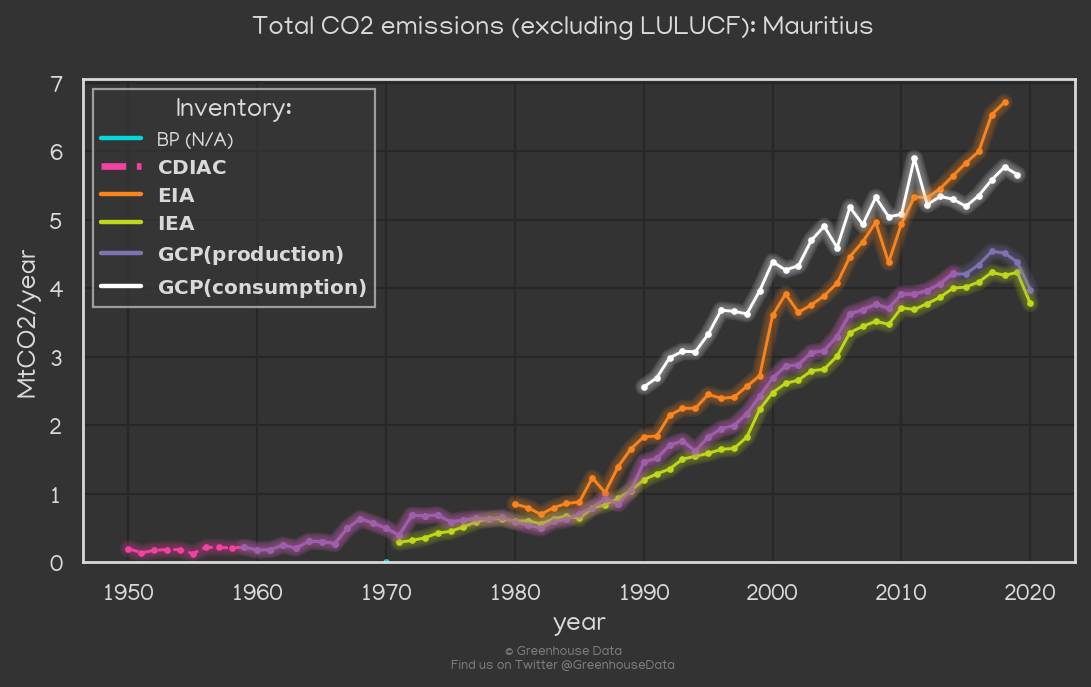 Total CO2 emissions (excluding LULUCF): Mauritius
7
6
5
4
3
2
1
0
MtCO2/year
Inventory:
BP (N/A)
CDIAC
EIA
IEA
GCP(production)
GCP(consumption)
1950 1960 1970 1980 1990 2000 2010 2020
year
© Greenhouse Data
Find us on Twitter @GreenhouseData